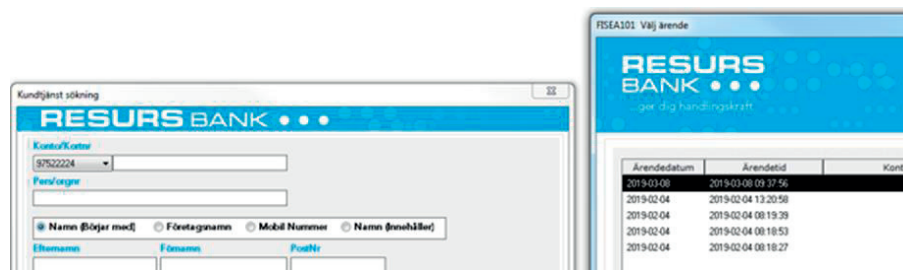 Kundtjänst sökning
RESURS BANK
Konto/Kortnr
97522224
Pers/orgnr
Namn (Börjar med) Företagsnamn Mobil Nummer Namn (Innehåller)
Efternamn Förnamn PostNr
FISEA101 Välj ärende
RESURS
BANK
...ger dig handlingskraft
Ärendedatum Ärendetid Kont
2019-03-08 2019-03-08 09:37:56
2019-02-04 2019-02-04 13:20:58
2019-02-04 2019-02-04 08:19:39
2019-02-04 2019-02-04 08:18:53
2019-02-04 2019-02-04 08:18:27